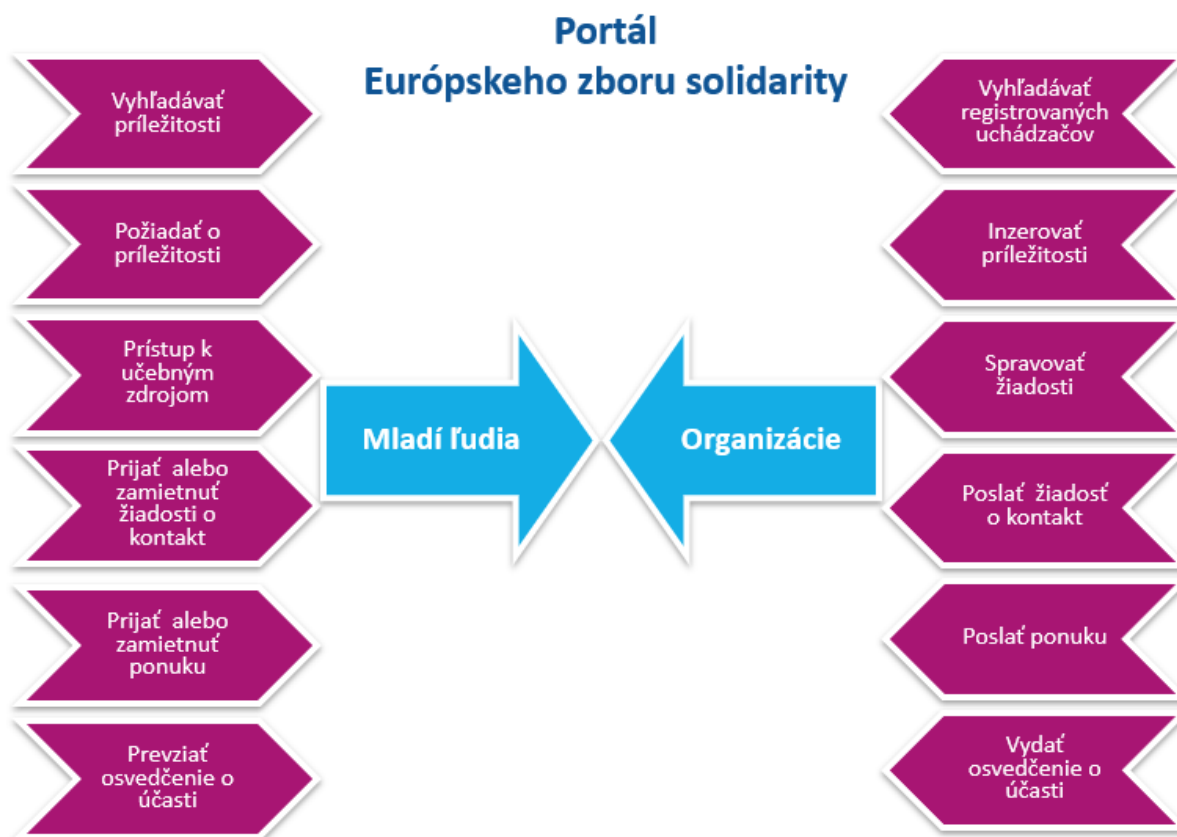 Portál
Európskeho zboru solidarity
Vyhľadávať
príležitosti
Požiadať o
príležitosti
Prístup k
učebným
zdrojom
Prijať alebo
zamietnuť
žiadosti o
kontakt
Prijať alebo
zamietnuť
ponuku
Prevziať
osvedčenie o
účasti
Mladí ľudia
Organizácie
Vyhľadávať
registrovaných
uchádzačov
Inzerovať
príležitosti
Spravovať
žiadosti
Poslať žiadosť
o kontakt
Poslať ponuku
Vydať
osvedčenie o
účasti